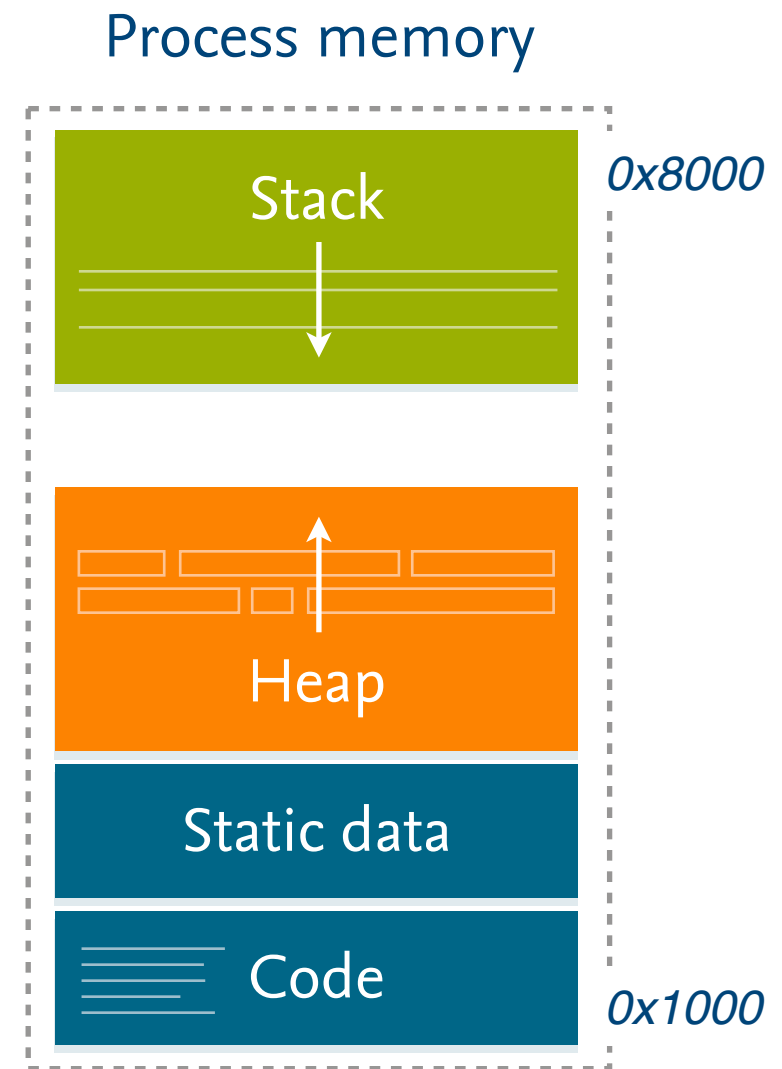 Process memory
0x8000
Stack
Heap
Static data
Code
0x1000